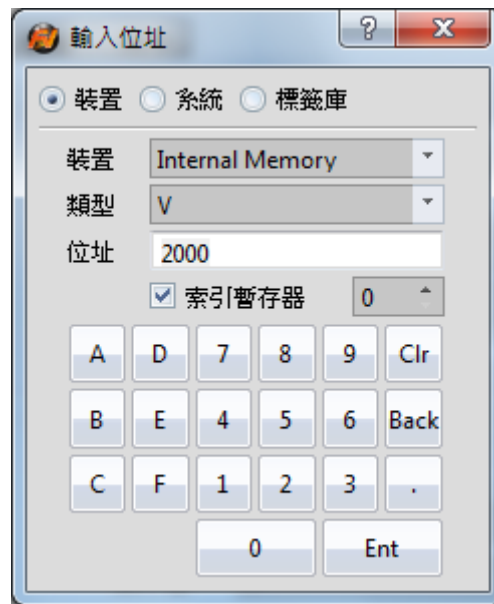 輸入位址
裝置 系統 標籤庫
裝置 Internal Memory
類型 V
位址 2000
索引暫存器 0
A D 7 8 9 Clr
B E 4 5 6 Back
C F 1 2 3 .
0 Ent